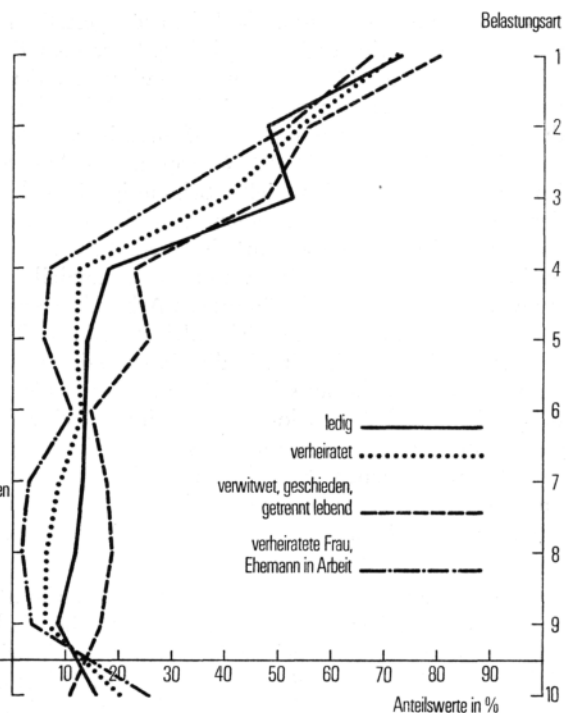 Belastungsart
1
2
3
4
5
6
ledig
verheiratet
verwitwet, geschieden,
getrennt lebend
7
en
verheiratete Frau,
Ehemann in Arbeit
8
9
10 20 30 40 50 60 70 80 90
10
Anteilswerte in %